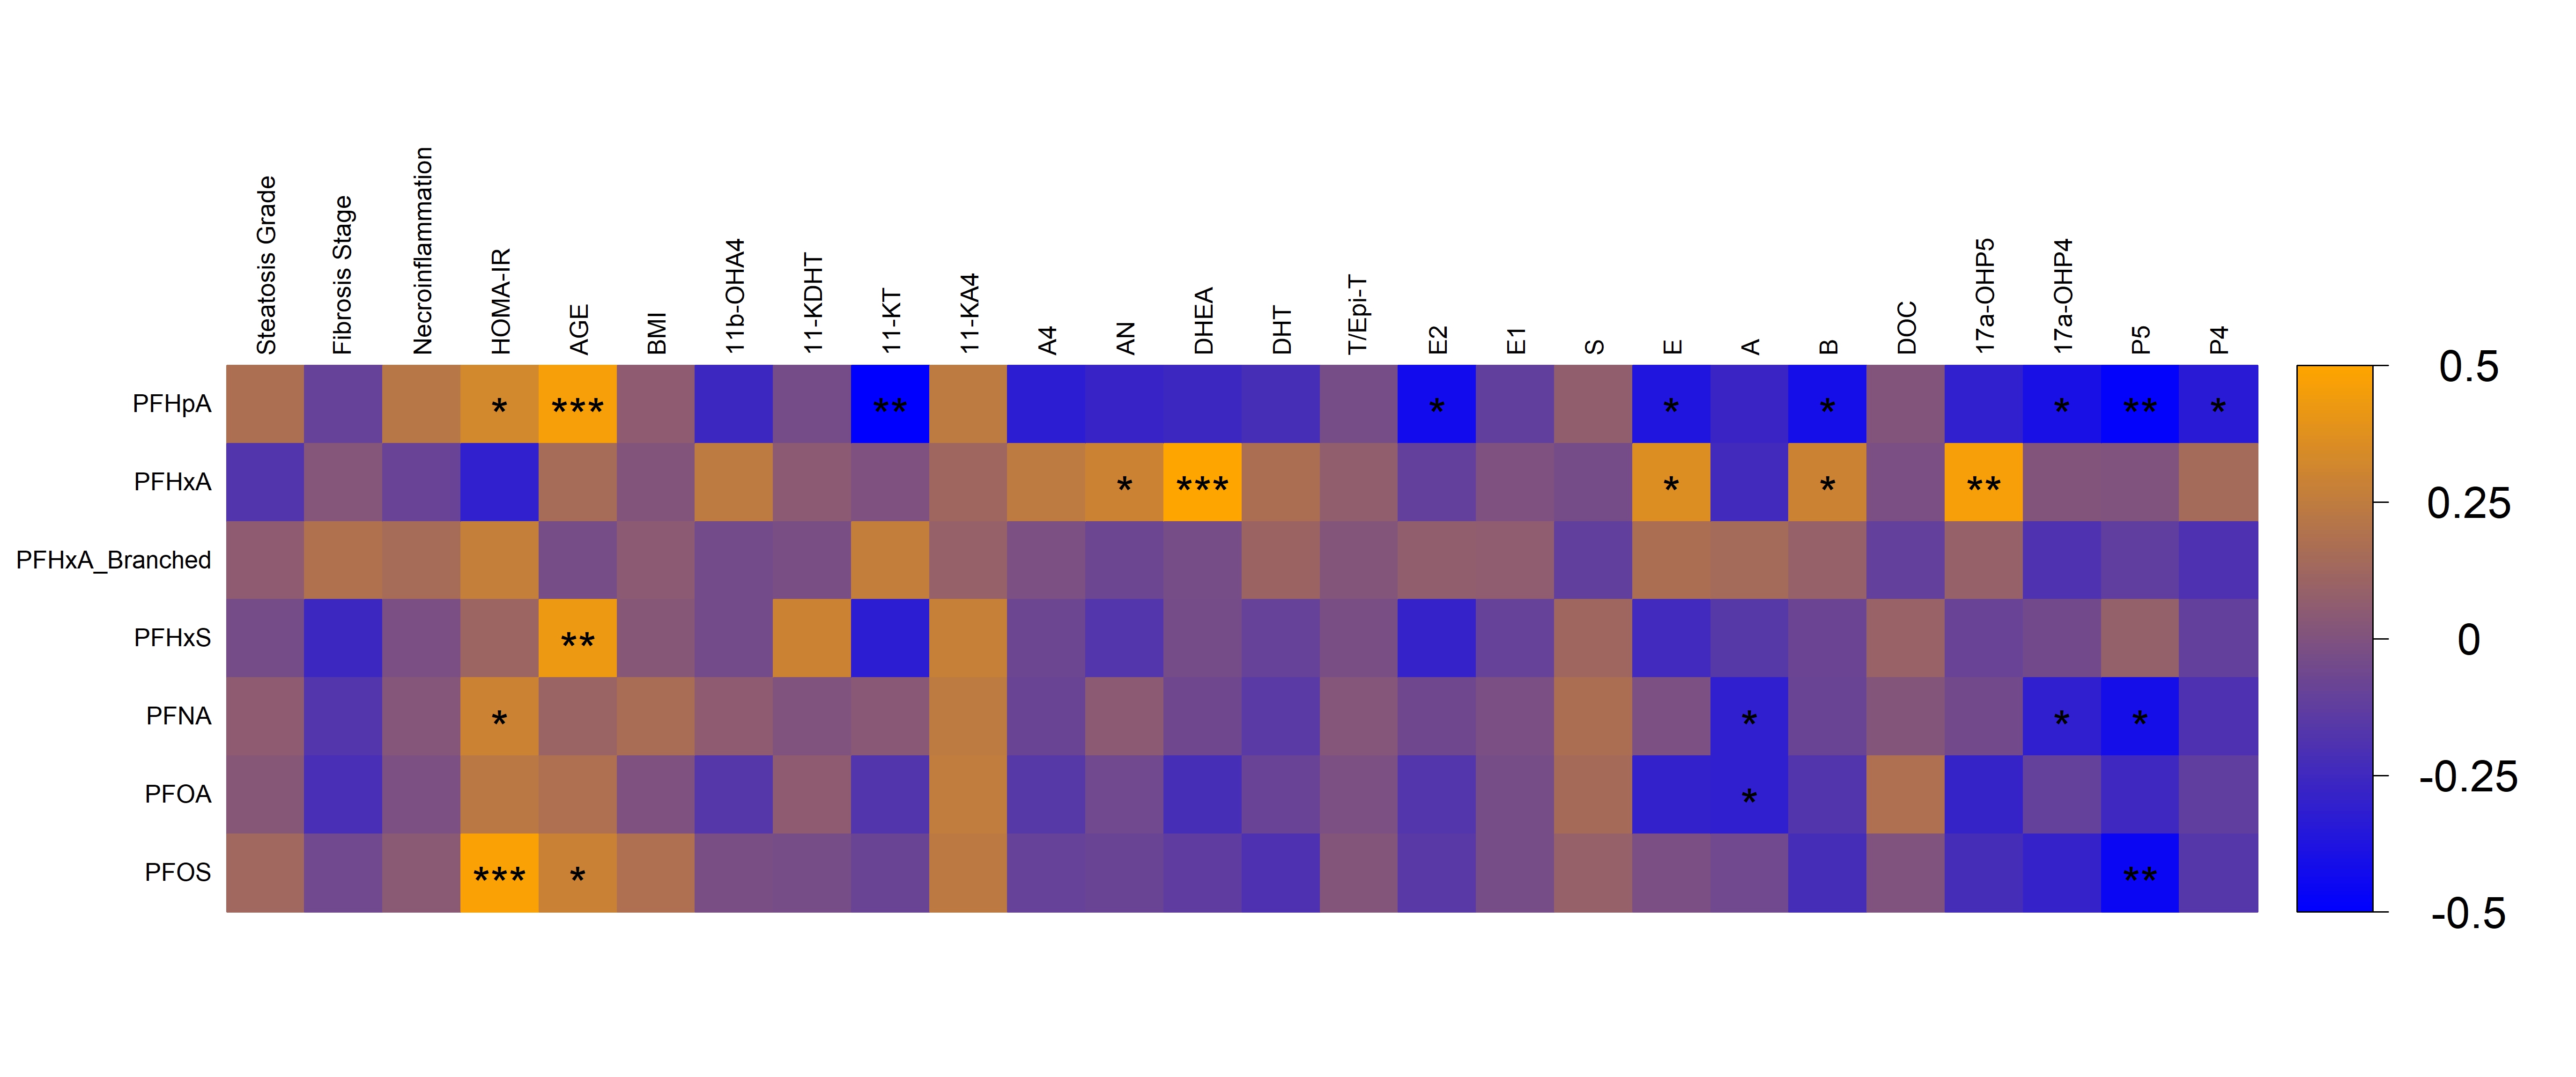 Steatosis Grade
Fibrosis Stage
Necroinflammation
HOMA-IR
AGE
BMI
11b-OHA4
11-KDHT
11-KT
11-KA4
A4
AN
DHEA
DHT
T/Epi-T
E2
E1
S
E
A
B
DOC
17a-OHP5
17a-OHP4
P5
P4
PFHpA * *** ** * * * * ** *
PFHxA * *** * * **
PFHxA_Branched
PFHxS **
PFNA * * * *
PFOA *
PFOS *** * **
0.5
0.25
0
-0.25
-0.5